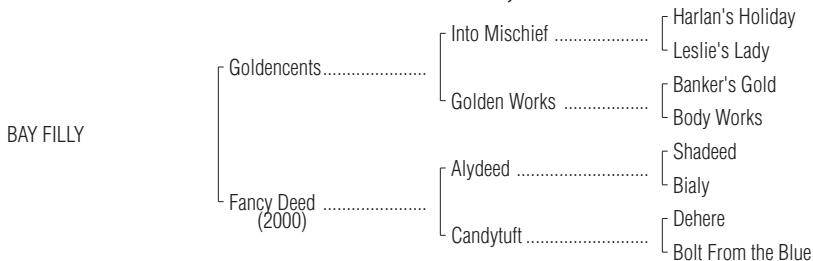 Harlan's Holiday
Into Mischief ....................
Leslie's Lady
Goldencents......................
Banker's Gold
Golden Works ..................
Body Works
BAY FILLY
Shadeed
Alydeed ............................
Bialy
Fancy Deed ......................
(2000)
Dehere
Candytuft..........................
Bolt From the Blue